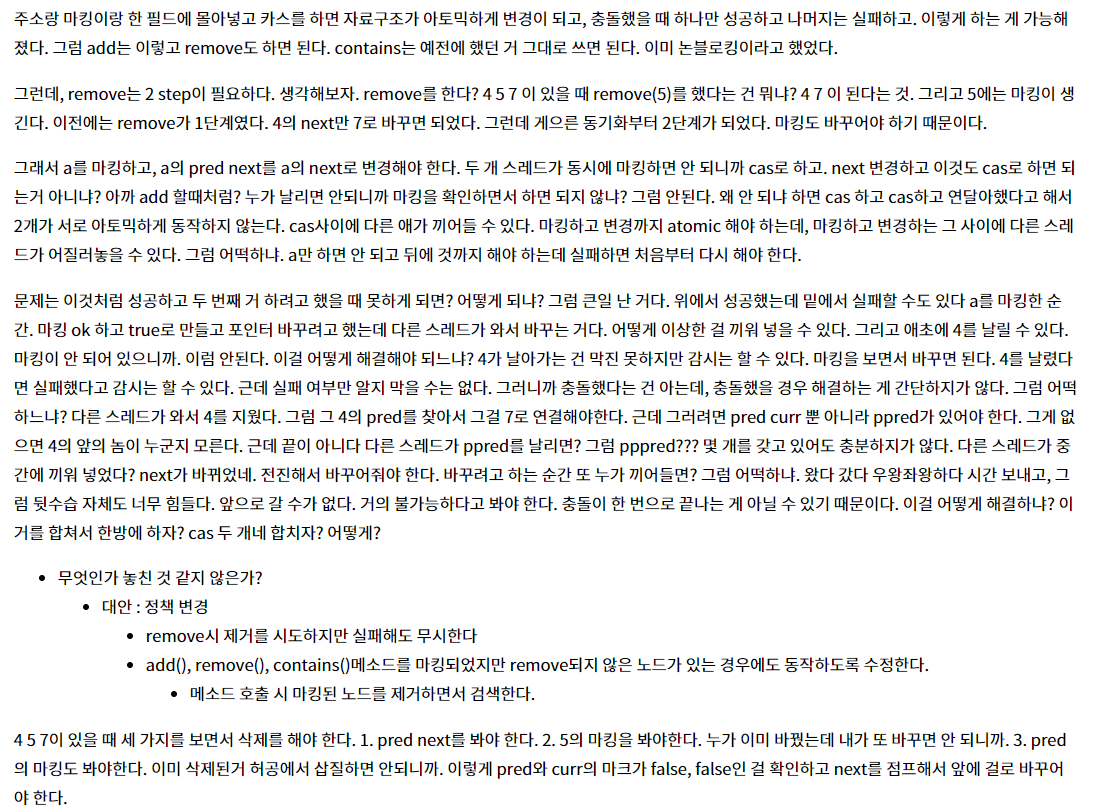 주소랑 마킹이랑 한 필드에 몰아넣고 카스를 하면 자료구조가 아토믹하게 변경이 되고, 충돌했을 때 하나만 성공하고 나머지는 실패하고. 이렇게 하는 게 가능해
졌다. 그럼 add는 이렇고 remove도 하면 된다. contains는 예전에 했던 거 그대로 쓰면 된다. 이미 논블로킹이라고 했었다.
그런데, remove는 2 step이 필요하다. 생각해보자. remove를 한다? 4 5 7 이 있을 때 remove(5)를 했다는 건 뭐냐? 4 7 이 된다는 것. 그리고 5에는 마킹이 생
긴다. 이전에는 remove가 1단계였다. 4의 next만 7로 바꾸면 되었다. 그런데 게으른 동기화부터 2단계가 되었다. 마킹도 바꾸어야 하기 때문이다.
그래서 a를 마킹하고, a의 pred next를 a의 next로 변경해야 한다. 두 개 스레드가 동시에 마킹하면 안 되니까 cas로 하고. next 변경하고 이것도 cas로 하면 되
는거 아니냐? 아까 add 할때처럼? 누가 날리면 안되니까 마킹을 확인하면서 하면 되지 않냐? 그럼 안된다. 왜 안 되냐 하면 cas 하고 cas하고 연달아했다고 해서
2개가 서로 아토믹하게 동작하지 않는다. cas사이에 다른 애가 끼어들 수 있다. 마킹하고 변경까지 atomic 해야 하는데, 마킹하고 변경하는 그 사이에 다른 스레
드가 어질러놓을 수 있다. 그럼 어떡하냐. a만 하면 안 되고 뒤에 것까지 해야 하는데 실패하면 처음부터 다시 해야 한다.
문제는 이것처럼 성공하고 두 번째 거 하려고 했을 때 못하게 되면? 어떻게 되냐? 그럼 큰일 난 거다. 위에서 성공했는데 밑에서 실패할 수도 있다 a를 마킹한 순
간. 마킹 ok 하고 true로 만들고 포인터 바꾸려고 했는데 다른 스레드가 와서 바꾸는 거다. 어떻게 이상한 걸 끼워 넣을 수 있다. 그리고 애초에 4를 날릴 수 있다.
마킹이 안 되어 있으니까. 이럼 안된다. 이걸 어떻게 해결해야 되느냐? 4가 날아가는 건 막진 못하지만 감시는 할 수 있다. 마킹을 보면서 바꾸면 된다. 4를 날렸다
면 실패했다고 감시는 할 수 있다. 근데 실패 여부만 알지 막을 수는 없다. 그러니까 충돌했다는 건 아는데, 충돌했을 경우 해결하는 게 간단하지가 않다. 그럼 어떡
하느냐? 다른 스레드가 와서 4를 지웠다. 그럼 그 4의 pred를 찾아서 그걸 7로 연결해야한다. 근데 그러려면 pred curr 뿐 아니라 ppred가 있어야 한다. 그게 없
으면 4의 앞의 놈이 누군지 모른다. 근데 끝이 아니다 다른 스레드가 ppred를 날리면? 그럼 pppred??? 몇 개를 갖고 있어도 충분하지가 않다. 다른 스레드가 중
간에 끼워 넣었다? next가 바뀌었네. 전진해서 바꾸어줘야 한다. 바꾸려고 하는 순간 또 누가 끼어들면? 그럼 어떡하냐. 왔다 갔다 우왕좌왕하다 시간 보내고, 그
럼 뒷수습 자체도 너무 힘들다. 앞으로 갈 수가 없다. 거의 불가능하다고 봐야 한다. 충돌이 한 번으로 끝나는 게 아닐 수 있기 때문이다. 이걸 어떻게 해결하냐? 이
거를 합쳐서 한방에 하자? cas 두 개네 합치자? 어떻게?
• 무엇인가 놓친 것 같지 않은가?
• 대안 : 정책 변경
• remove시 제거를 시도하지만 실패해도 무시한다
• add(), remove(), contains()메소드를 마킹되었지만 remove되지 않은 노드가 있는 경우에도 동작하도록 수정한다.
• 메소드 호출 시 마킹된 노드를 제거하면서 검색한다.
4 5 7이 있을 때 세 가지를 보면서 삭제를 해야 한다. 1. pred next를 봐야 한다. 2. 5의 마킹을 봐야한다. 누가 이미 바꿨는데 내가 또 바꾸면 안 되니까. 3. pred
의 마킹도 봐야한다. 이미 삭제된거 허공에서 삽질하면 안되니까. 이렇게 pred와 curr의 마크가 false, false인 걸 확인하고 next를 점프해서 앞에 걸로 바꾸어
야 한다.